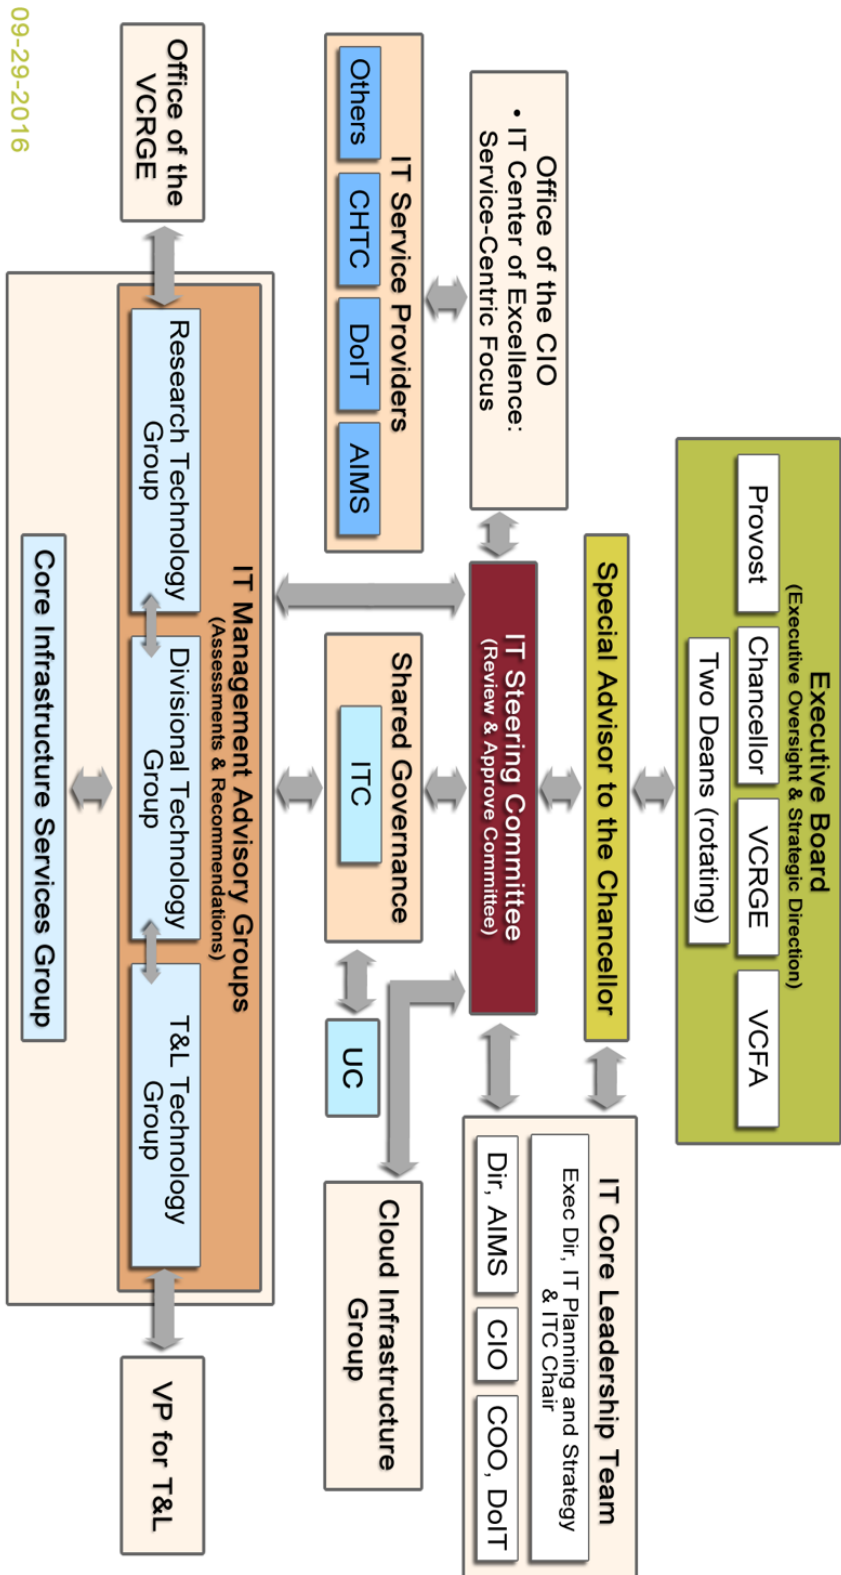 Executive Board
(Executive Oversight & Strategic Direction)
Provost
Chancellor
VCRGE
VCFA
Two Deans (rotating)
Special Advisor to the Chancellor
IT Core Leadership Team
Exec Dir, IT Planning and Strategy
& ITC Chair
Dir, AIMS
CIO
COO, DoIT
Office of the CIO
• IT Center of Excellence:
Service-Centric Focus
IT Steering Committee
(Review & Approve Committee)
IT Service Providers
Others
CHTC
DoIT
AIMS
Shared Governance
ITC
UC
Cloud Infrastructure
Group
IT Management Advisory Groups
(Assessments & Recommendations)
Office of the
VCRGE
Research Technology
Group
Divisional Technology
Group
T&L Technology
Group
VP for T&L
Core Infrastructure Services Group
09-29-2016